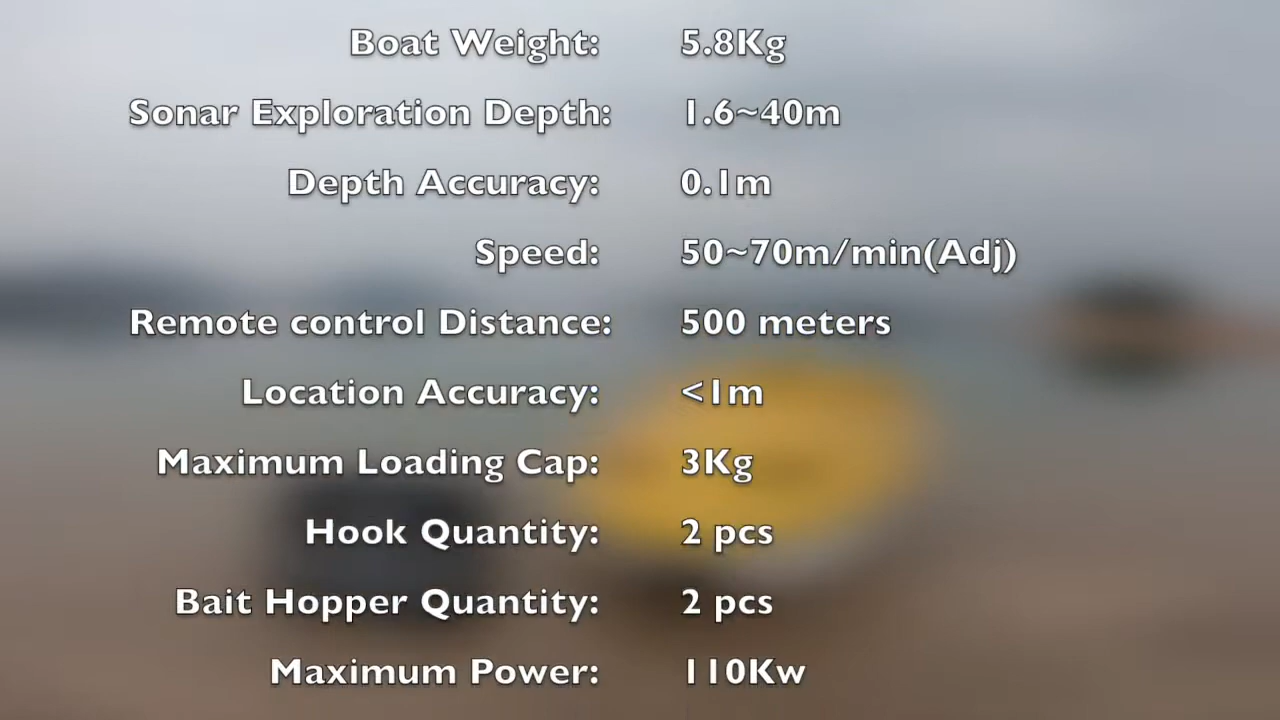 Boat Weight: 5.8Kg
Sonar Exploration Depth: 1.6~40m
Depth Accuracy: 0.1m
Speed: 50~70m/min(Adj)
Remote control Distance: 500 meters
Location Accuracy: <1m
Maximum Loading Cap: 3Kg
Hook Quantity: 2 pcs
Bait Hopper Quantity: 2 pcs
Maximum Power: 110Kw